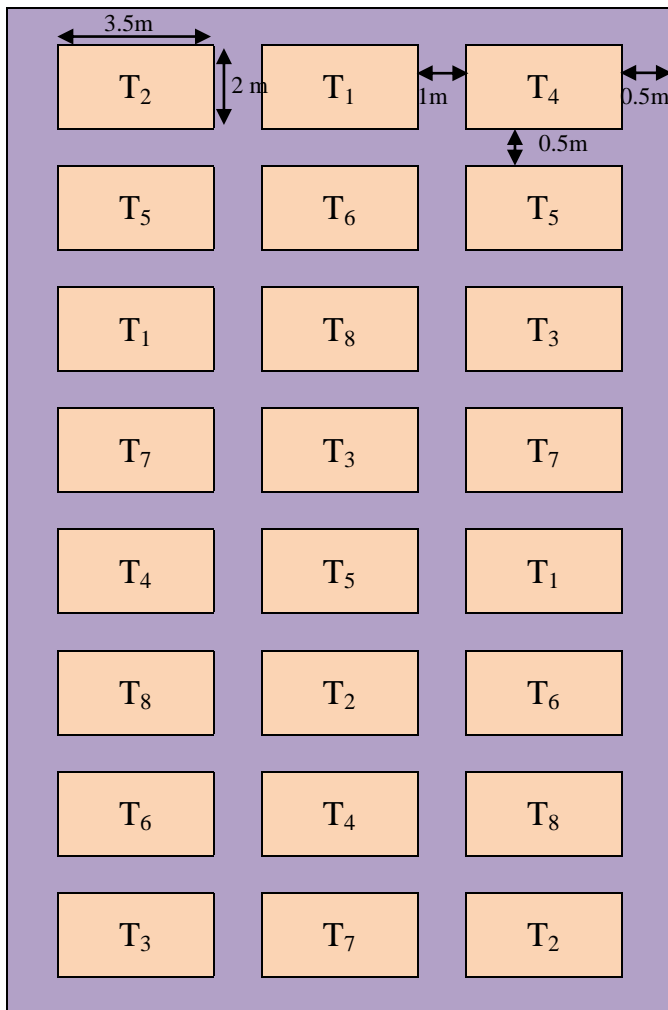 3.5m
T₂ 2 m T₁ 1m T₄ 0.5m
0.5m
T₅ T₆ T₅
T₁ T₈ T₃
T₇ T₃ T₇
T₄ T₅ T₁
T₈ T₂ T₆
T₆ T₄ T₈
T₃ T₇ T₂